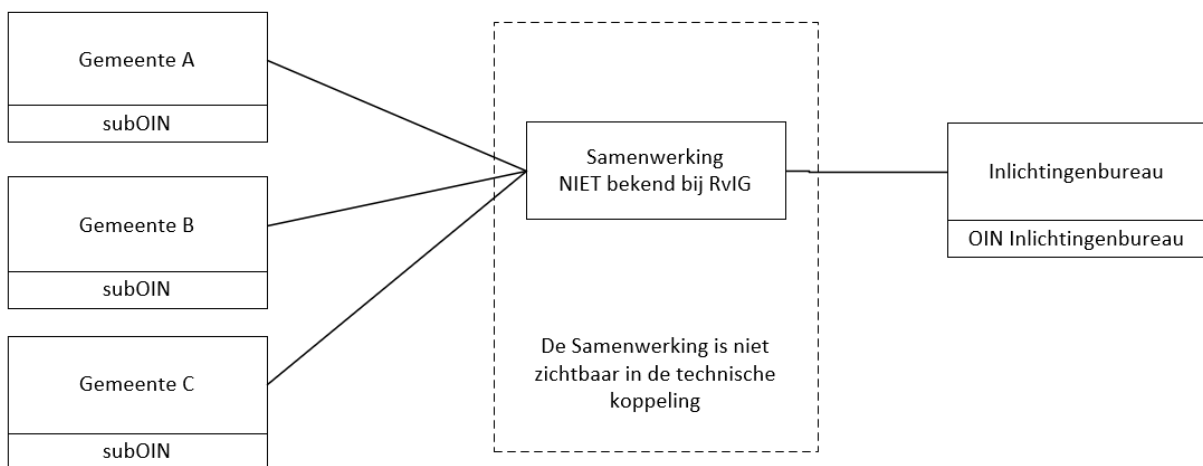 Gemeente A
subOIN
Gemeente B
subOIN
Gemeente C
subOIN
Samenwerking
NIET bekend bij RvIG
De Samenwerking is niet
zichtbaar in de technische
koppeling
Inlichtingenbureau
OIN Inlichtingenbureau